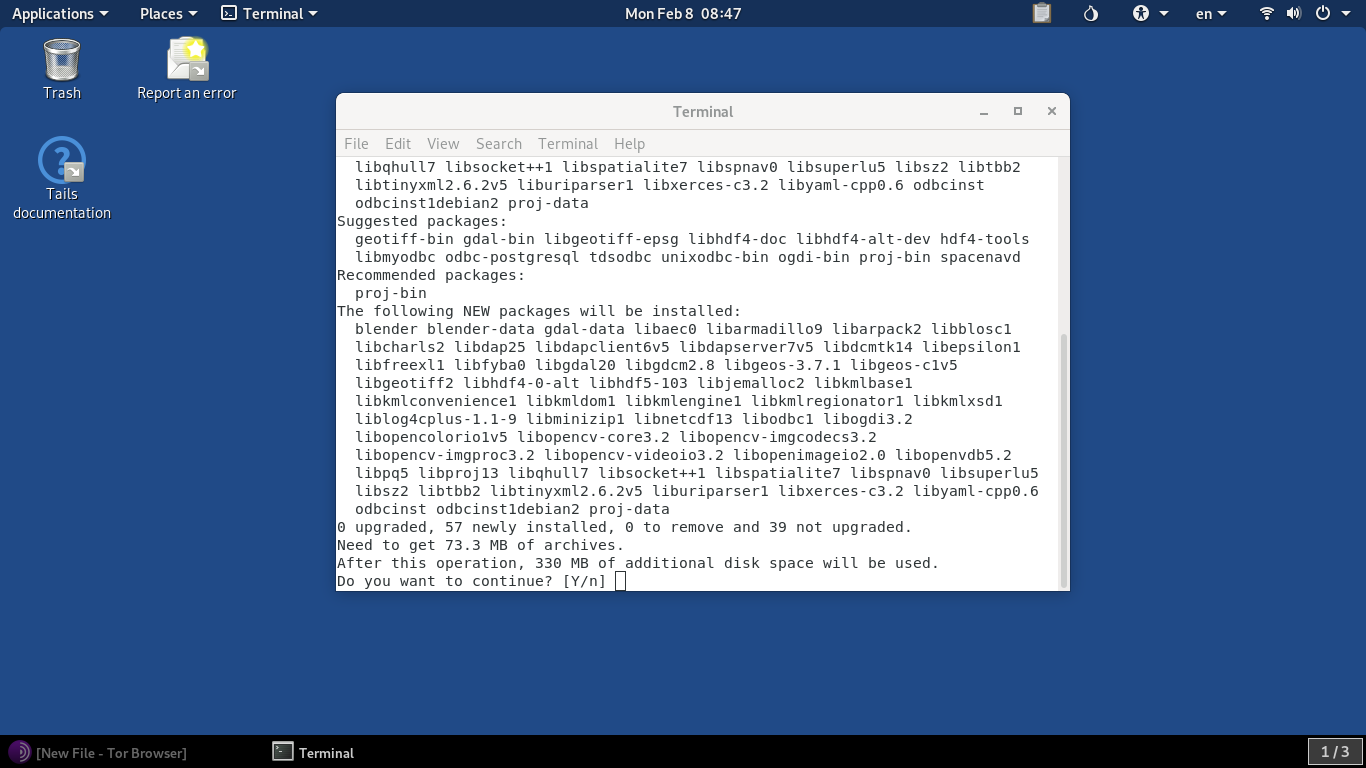 Applications Places Terminal Mon Feb 8 08:47 en
Trash
Report an error
Tails
documentation
Terminal
File Edit View Search Terminal Help
libqhull7 libsocket++1 libspatialite7 libspnav0 libsuperlu5 libsz2 libtbb2
libtinyxml2.6.2v5 liburiparser1 libxerces-c3.2 libyaml-cpp0.6 odbcinst
odbcinst1debian2 proj-data
Suggested packages:
geotiff-bin gdal-bin libgeotiff-epsg libhdf4-doc libhdf4-alt-dev hdf4-tools
libmyodbc odbc-postgresql tdsodbc unixodbc-bin ogdi-bin proj-bin spacenavd
Recommended packages:
proj-bin
The following NEW packages will be installed:
blender blender-data gdal-data libaec0 libarmadillo9 libarpack2 libblosc1
libcharls2 libdap25 libdapclient6v5 libdapserver7v5 libdcmtk14 libepsilon1
libfreexl1 libfyba0 libgdal20 libgdcm2.8 libgeos-3.7.1 libgeos-c1v5
libgeotiff2 libhdf4-0-alt libhdf5-103 libjemalloc2 libkmlbase1
libkmlconvenience1 libkmldom1 libkmlengine1 libkmlregionator1 libkmlxsd1
liblog4cplus-1.1-9 libminizip1 libnetcdf13 libodbc1 libogdi3.2
libopencolorio1v5 libopencv-core3.2 libopencv-imgcodecs3.2
libopencv-imgproc3.2 libopencv-videoio3.2 libopenimageio2.0 libopenvdb5.2
libpq5 libproj13 libqhull7 libsocket++1 libspatialite7 libspnav0 libsuperlu5
libsz2 libtbb2 libtinyxml2.6.2v5 liburiparser1 libxerces-c3.2 libyaml-cpp0.6
odbcinst odbcinst1debian2 proj-data
0 upgraded, 57 newly installed, 0 to remove and 39 not upgraded.
Need to get 73.3 MB of archives.
After this operation, 330 MB of additional disk space will be used.
Do you want to continue? [Y/n]
[New File - Tor Browser] Terminal 1 / 3